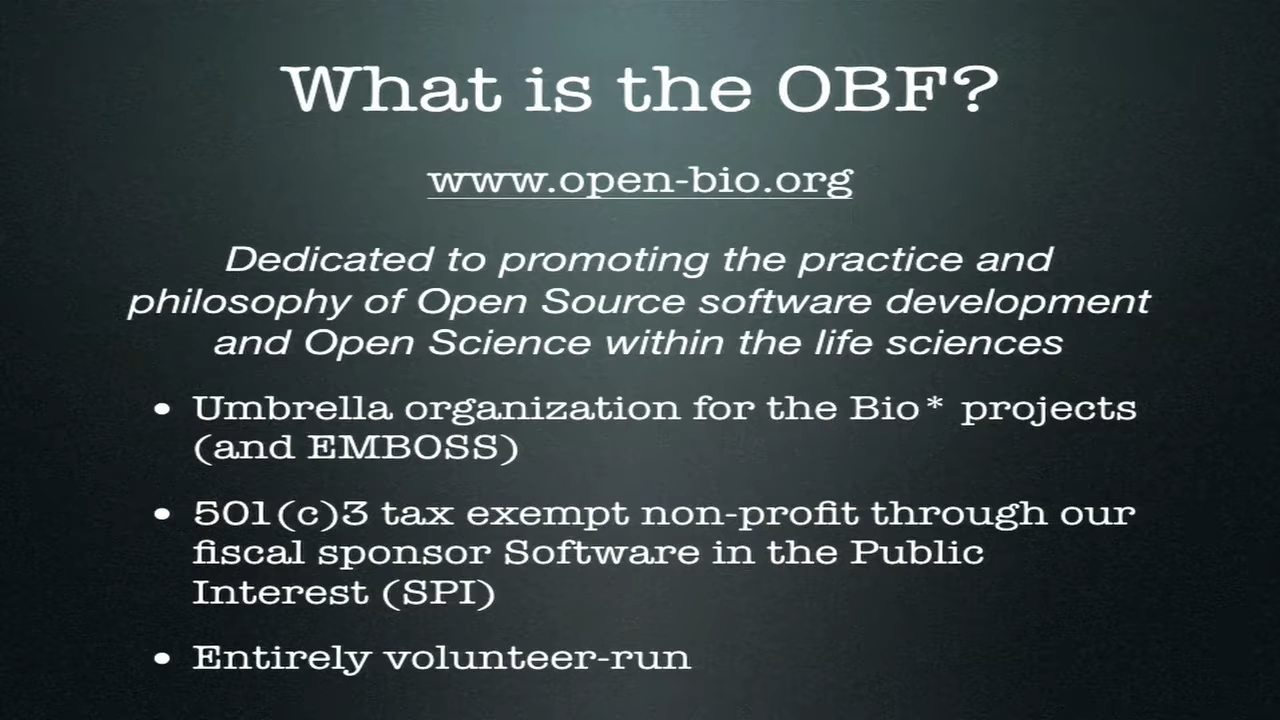 What is the OBF?
www.open-bio.org
Dedicated to promoting the practice and
philosophy of Open Source software development
and Open Science within the life sciences
• Umbrella organization for the Bio* projects
(and EMBOSS)
• 501(c)3 tax exempt non-profit through our
fiscal sponsor Software in the Public
Interest (SPI)
• Entirely volunteer-run